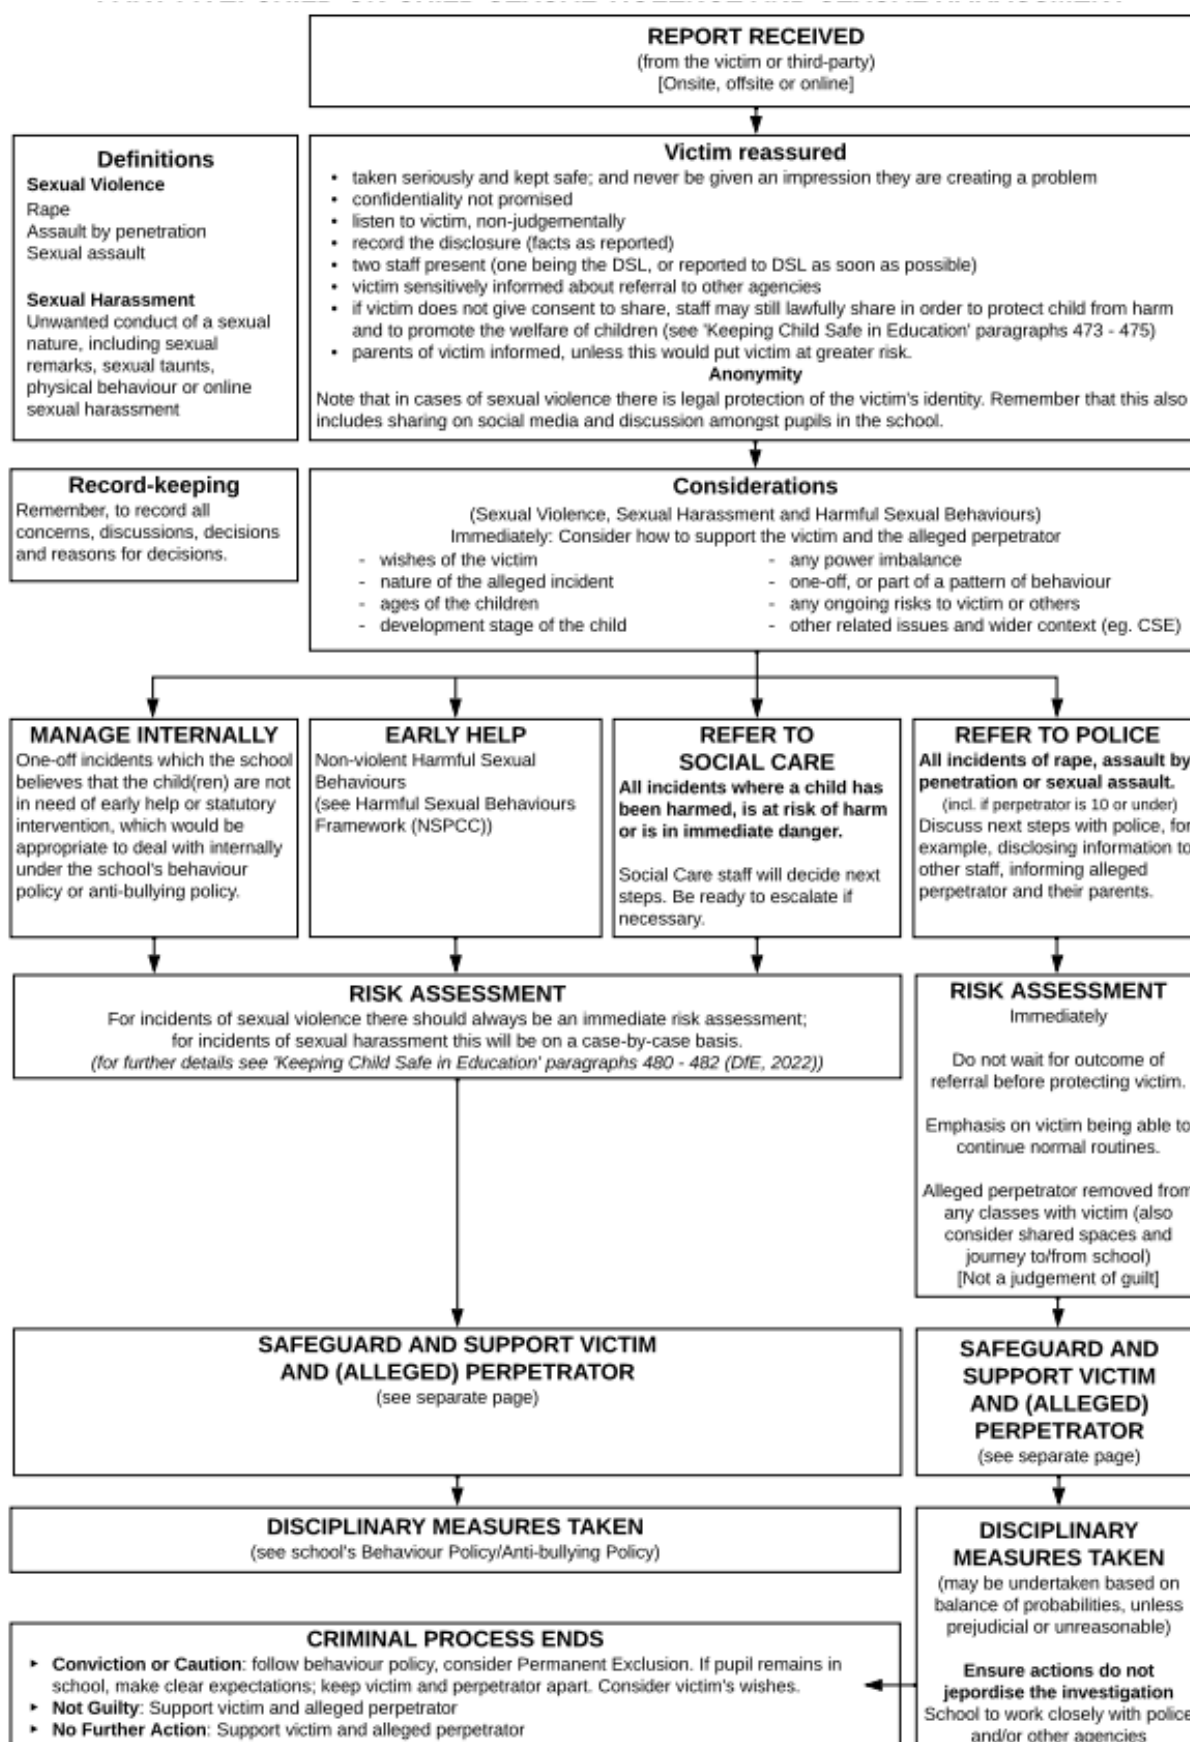 REPORT RECEIVED
(from the victim or third-party)
[Onsite, offsite or online]
Definitions
Sexual Violence
Rape
Assault by penetration
Sexual assault
Sexual Harassment
Unwanted conduct of a sexual
nature, including sexual
remarks, sexual taunts,
physical behaviour or online
sexual harassment
Victim reassured
• taken seriously and kept safe; and never be given an impression they are creating a problem
• confidentiality not promised
• listen to victim, non-judgementally
• record the disclosure (facts as reported)
• two staff present (one being the DSL, or reported to DSL as soon as possible)
• victim sensitively informed about referral to other agencies
• if victim does not give consent to share, staff may still lawfully share in order to protect child from harm
and to promote the welfare of children (see 'Keeping Child Safe in Education' paragraphs 473 - 475)
• parents of victim informed, unless this would put victim at greater risk.
Anonymity
Note that in cases of sexual violence there is legal protection of the victim's identity. Remember that this also
includes sharing on social media and discussion amongst pupils in the school.
Record-keeping
Remember, to record all
concerns, discussions, decisions
and reasons for decisions.
Considerations
(Sexual Violence, Sexual Harassment and Harmful Sexual Behaviours)
Immediately: Consider how to support the victim and the alleged perpetrator
- wishes of the victim
- nature of the alleged incident
- ages of the children
- development stage of the child
- any power imbalance
- one-off, or part of a pattern of behaviour
- any ongoing risks to victim or others
- other related issues and wider context (eg. CSE)
MANAGE INTERNALLY
One-off incidents which the school
believes that the child(ren) are not
in need of early help or statutory
intervention, which would be
appropriate to deal with internally
under the school's behaviour
policy or anti-bullying policy.
EARLY HELP
Non-violent Harmful Sexual
Behaviours
(see Harmful Sexual Behaviours
Framework (NSPCC))
REFER TO
SOCIAL CARE
All incidents where a child has
been harmed, is at risk of harm
or is in immediate danger.
Social Care staff will decide next
steps. Be ready to escalate if
necessary.
REFER TO POLICE
All incidents of rape, assault by
penetration or sexual assault.
(incl. if perpetrator is 10 or under)
Discuss next steps with police, for
example, disclosing information to
other staff, informing alleged
perpetrator and their parents.
RISK ASSESSMENT
For incidents of sexual violence there should always be an immediate risk assessment;
for incidents of sexual harassment this will be on a case-by-case basis.
(for further details see 'Keeping Child Safe in Education' paragraphs 480 - 482 (DfE, 2022))
RISK ASSESSMENT
Immediately
Do not wait for outcome of
referral before protecting victim.
Emphasis on victim being able to
continue normal routines.
Alleged perpetrator removed from
any classes with victim (also
consider shared spaces and
journey to/from school)
[Not a judgement of guilt]
SAFEGUARD AND SUPPORT VICTIM
AND (ALLEGED) PERPETRATOR
(see separate page)
SAFEGUARD AND
SUPPORT VICTIM
AND (ALLEGED)
PERPETRATOR
(see separate page)
DISCIPLINARY MEASURES TAKEN
(see school's Behaviour Policy/Anti-bullying Policy)
DISCIPLINARY
MEASURES TAKEN
(may be undertaken based on
balance of probabilities, unless
prejudicial or unreasonable)
Ensure actions do not
jepordise the investigation
School to work closely with police
and/or other agencies
CRIMINAL PROCESS ENDS
▸ Conviction or Caution: follow behaviour policy, consider Permanent Exclusion. If pupil remains in
school, make clear expectations; keep victim and perpetrator apart. Consider victim's wishes.
▸ Not Guilty: Support victim and alleged perpetrator
▸ No Further Action: Support victim and alleged perpetrator